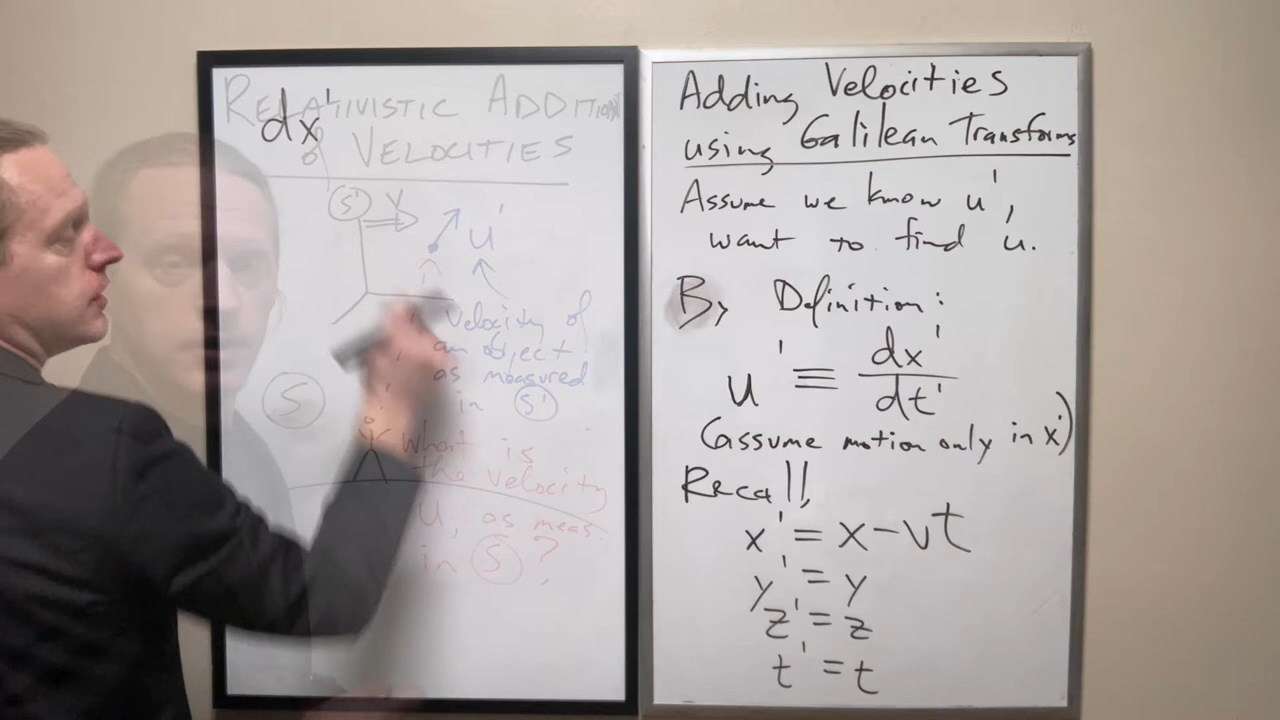 RELATIVISTIC ADDITION
OF VELOCITIES
dx'
S' V
u'
velocity of
an object
as measured
in S'
S
What is
the velocity
u, as meas.
in S?
Adding Velocities
using Galilean Transforms
Assume we know u',
want to find u.
By Definition:
u' ≡ dx'/dt'
(assume motion only in x)
Recall,
x' = x - vt
y' = y
z' = z
t' = t